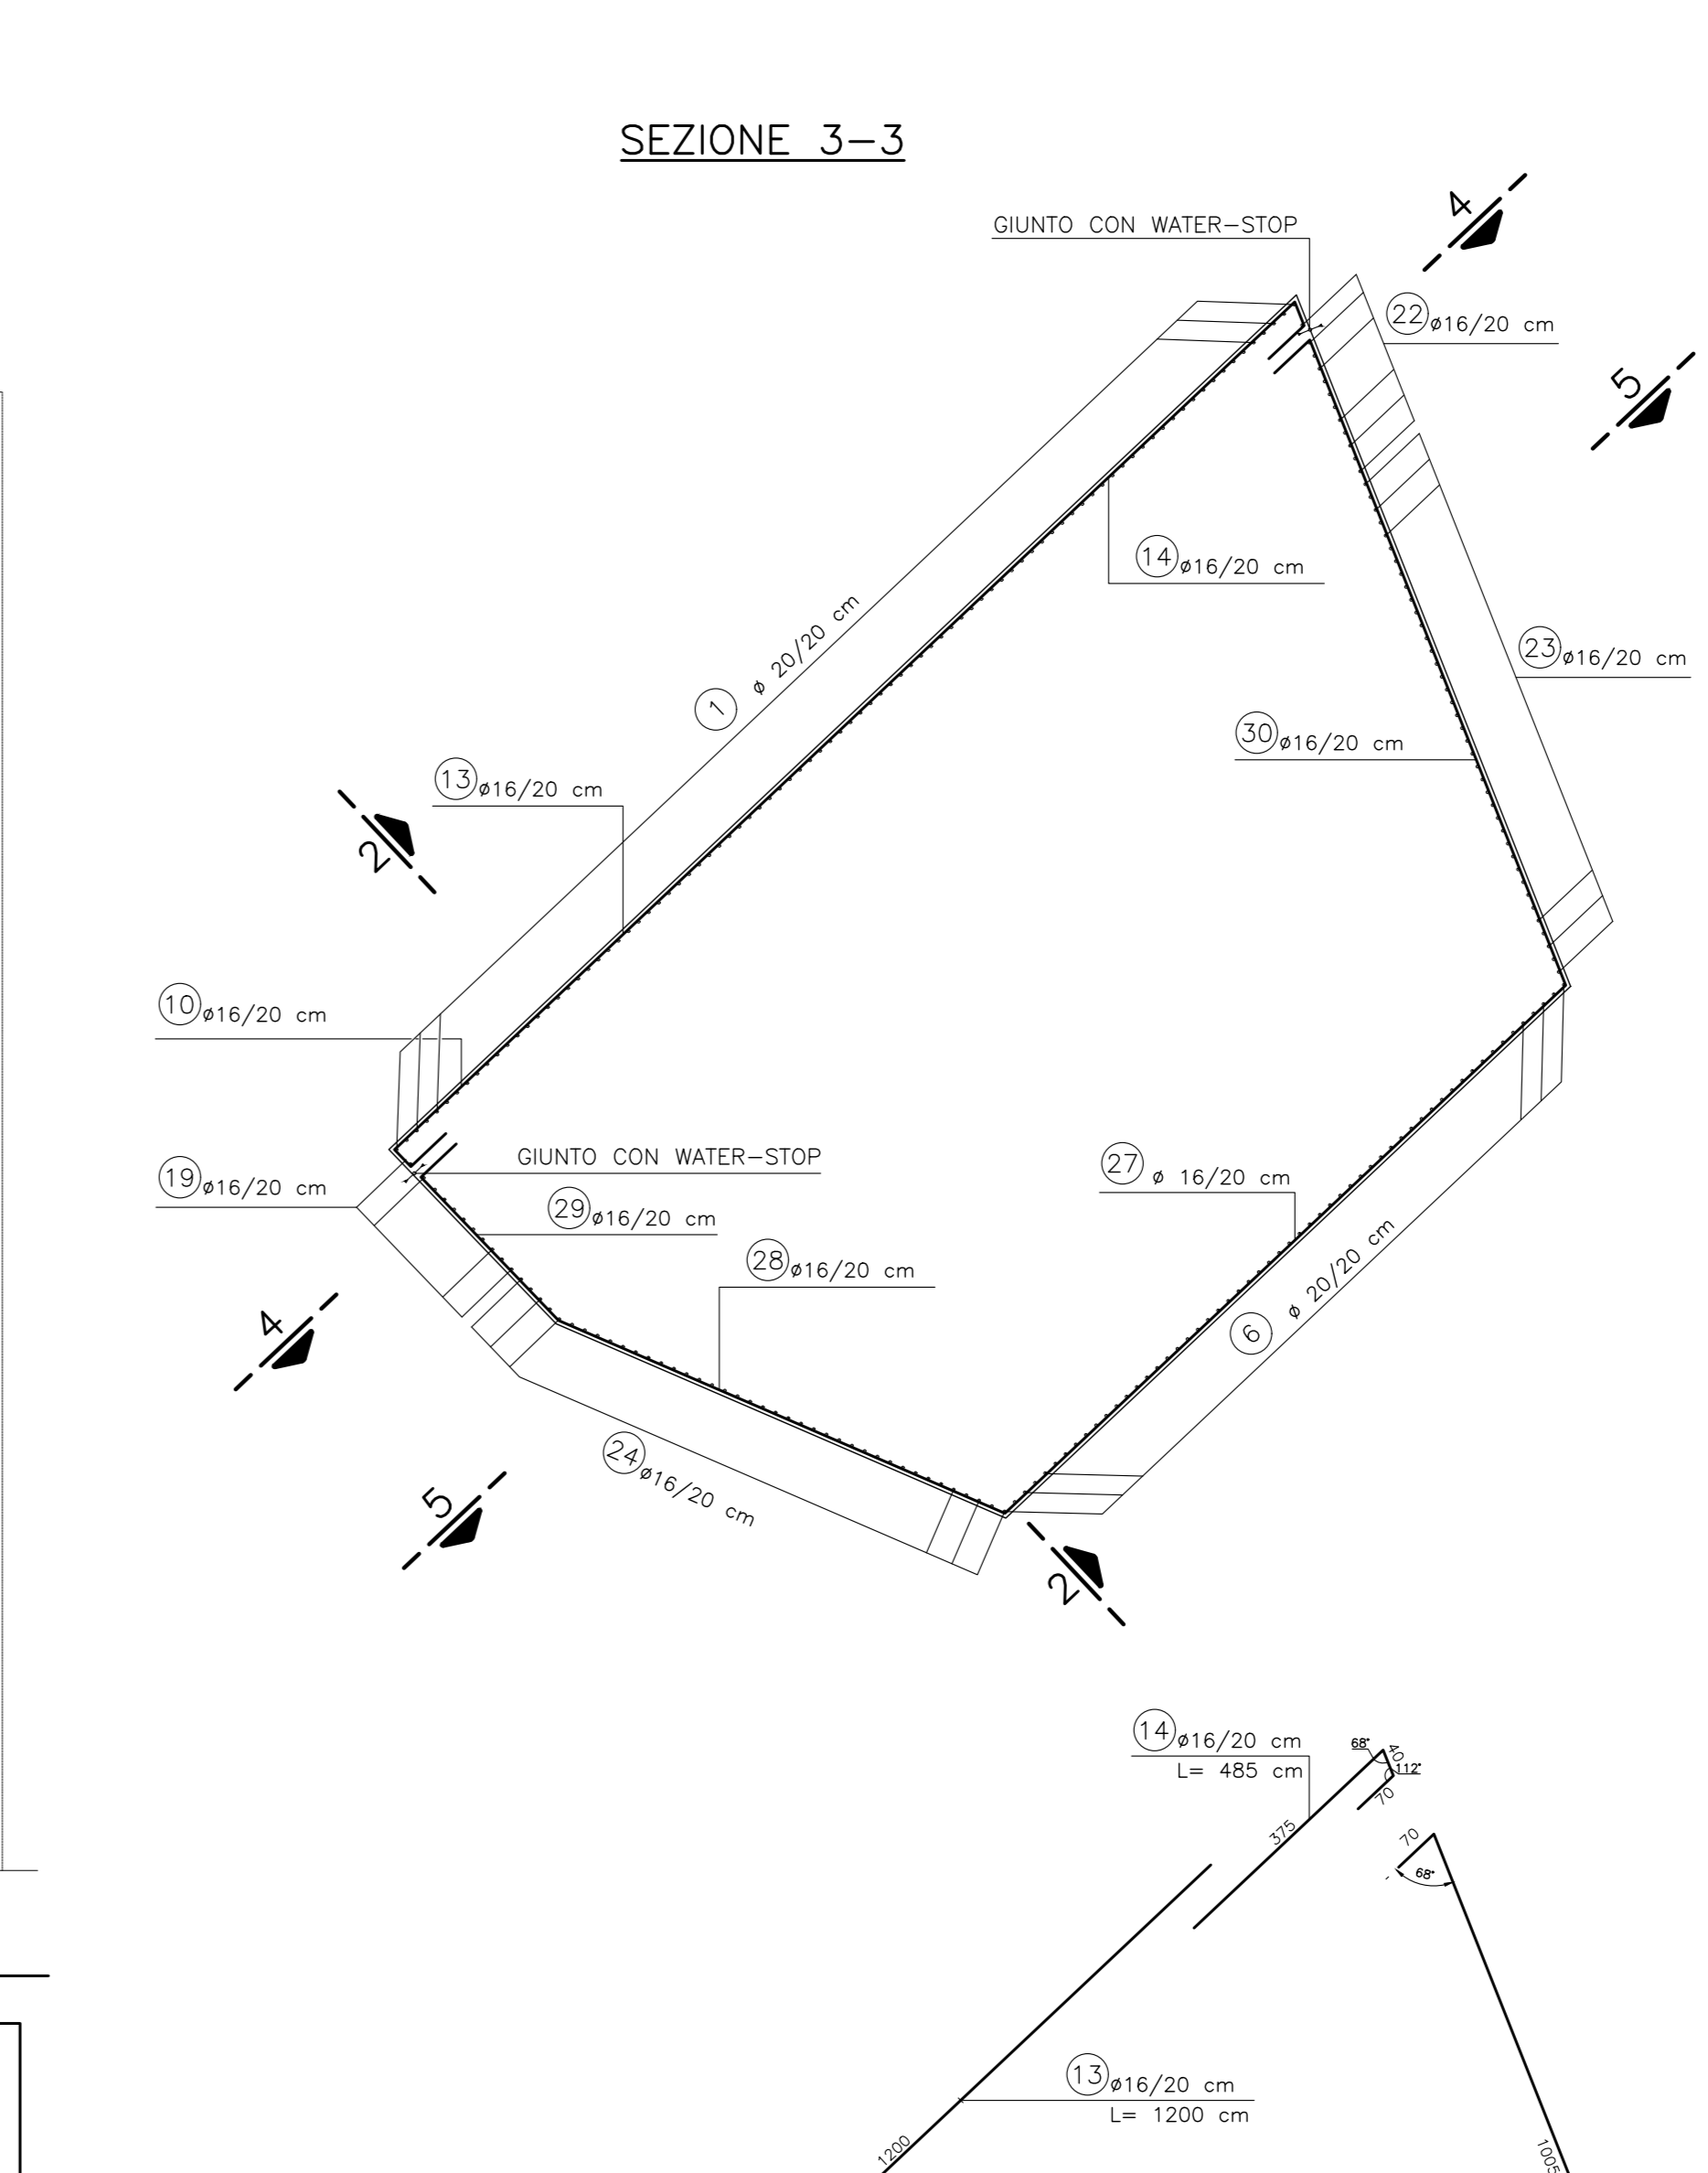 SEZIONE 3-3
4
GIUNTO CON WATER-STOP
22 ø16/20 cm
5
14 ø16/20 cm
1 ø 20/20 cm
23 ø16/20 cm
30 ø16/20 cm
13 ø16/20 cm
2
10 ø16/20 cm
GIUNTO CON WATER-STOP
27 ø 16/20 cm
19 ø16/20 cm
29 ø16/20 cm
28 ø16/20 cm
6 ø 20/20 cm
4
24 ø16/20 cm
5
2
14 ø16/20 cm
L= 485 cm
68°
40
112°
70
375
70
68°
13 ø16/20 cm
L= 1200 cm
1200
1005